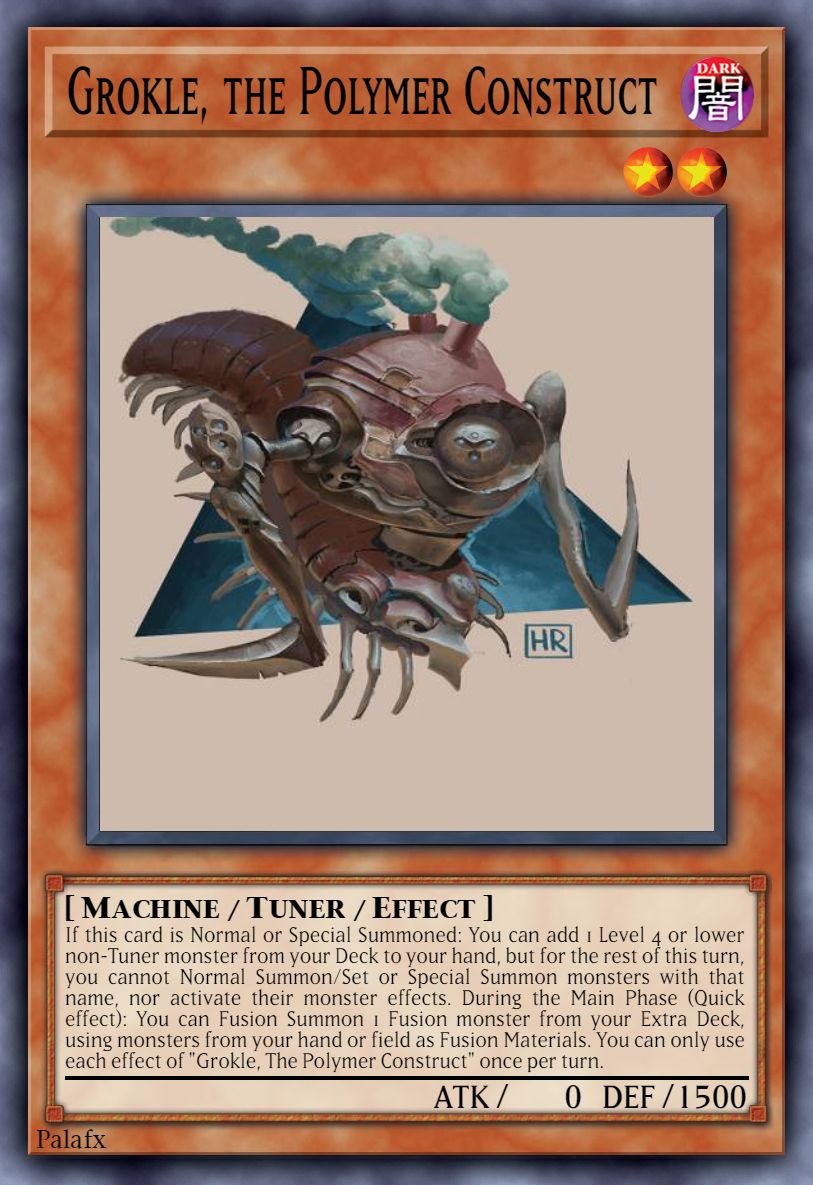 Grokle, the Polymer Construct
DARK
闇
HR
[ Machine / Tuner / Effect ]
If this card is Normal or Special Summoned: You can add 1 Level 4 or lower
non-Tuner monster from your Deck to your hand, but for the rest of this turn,
you cannot Normal Summon/Set or Special Summon monsters with that
name, nor activate their monster effects. During the Main Phase (Quick
effect): You can Fusion Summon 1 Fusion monster from your Extra Deck,
using monsters from your hand or field as Fusion Materials. You can only use
each effect of "Grokle, The Polymer Construct" once per turn.
ATK / 0 DEF /1500
Palafx